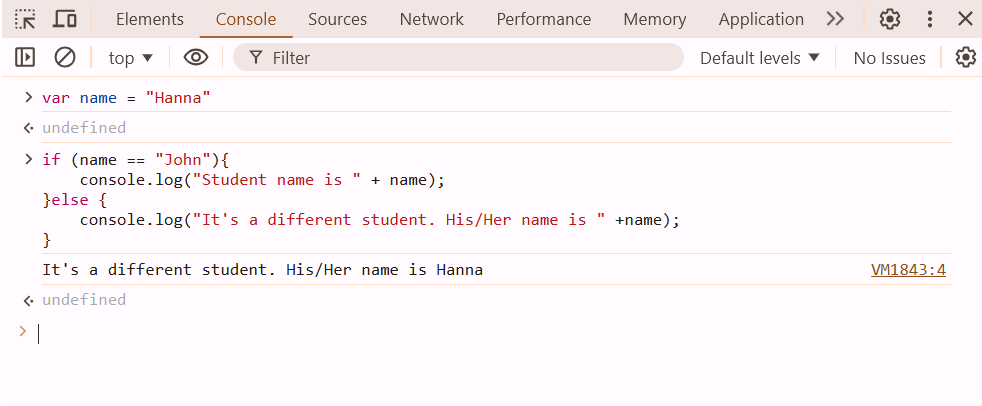 Elements Console Sources Network Performance Memory Application
top Filter Default levels No Issues
var name = "Hanna"
undefined
if (name == "John"){
    console.log("Student name is " + name);
}else {
    console.log("It's a different student. His/Her name is " +name);
}
It's a different student. His/Her name is Hanna VM1843:4
undefined